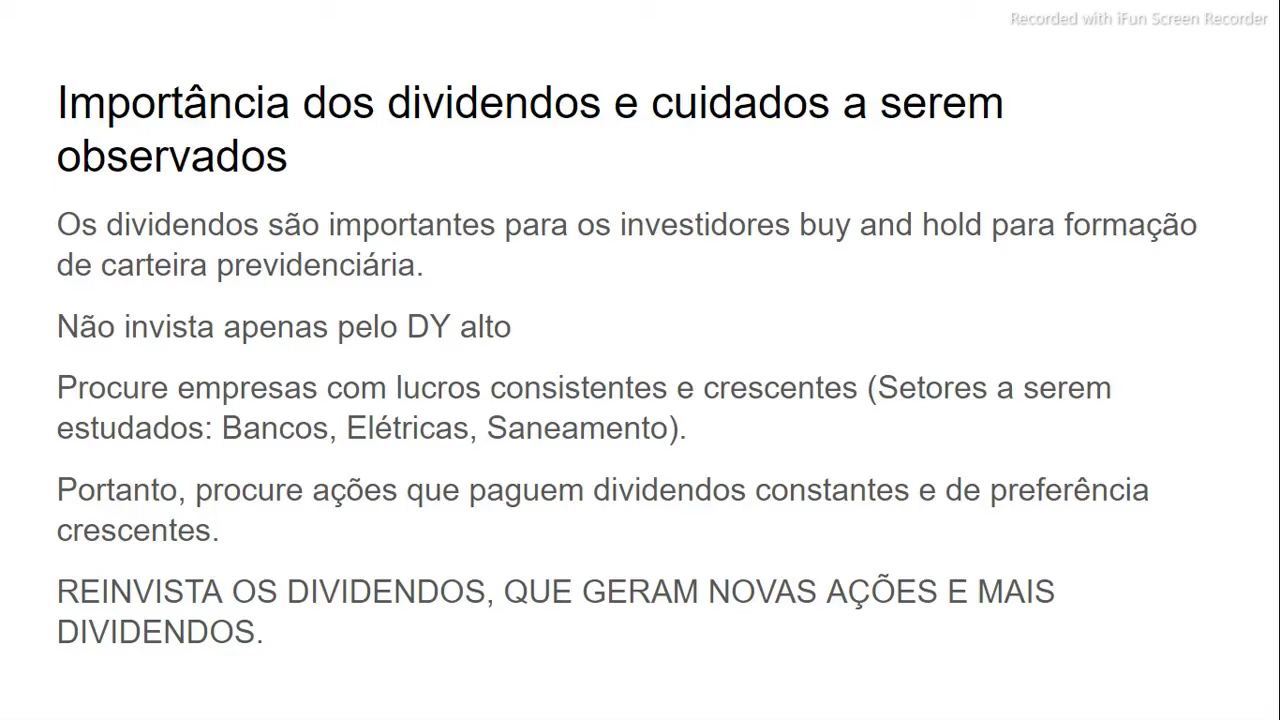 Recorded with iFun Screen Recorder
Importância dos dividendos e cuidados a serem
observados
Os dividendos são importantes para os investidores buy and hold para formação
de carteira previdenciária.
Não invista apenas pelo DY alto
Procure empresas com lucros consistentes e crescentes (Setores a serem
estudados: Bancos, Elétricas, Saneamento).
Portanto, procure ações que paguem dividendos constantes e de preferência
crescentes.
REINVISTA OS DIVIDENDOS, QUE GERAM NOVAS AÇÕES E MAIS
DIVIDENDOS.